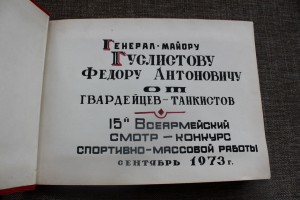 Генерал-майору
Гуслистову
Федору Антоновичу
от
гвардейцев-танкистов
15й Всеармейский
смотр-конкурс
спортивно-массовой работы
сентябрь 1973 г.